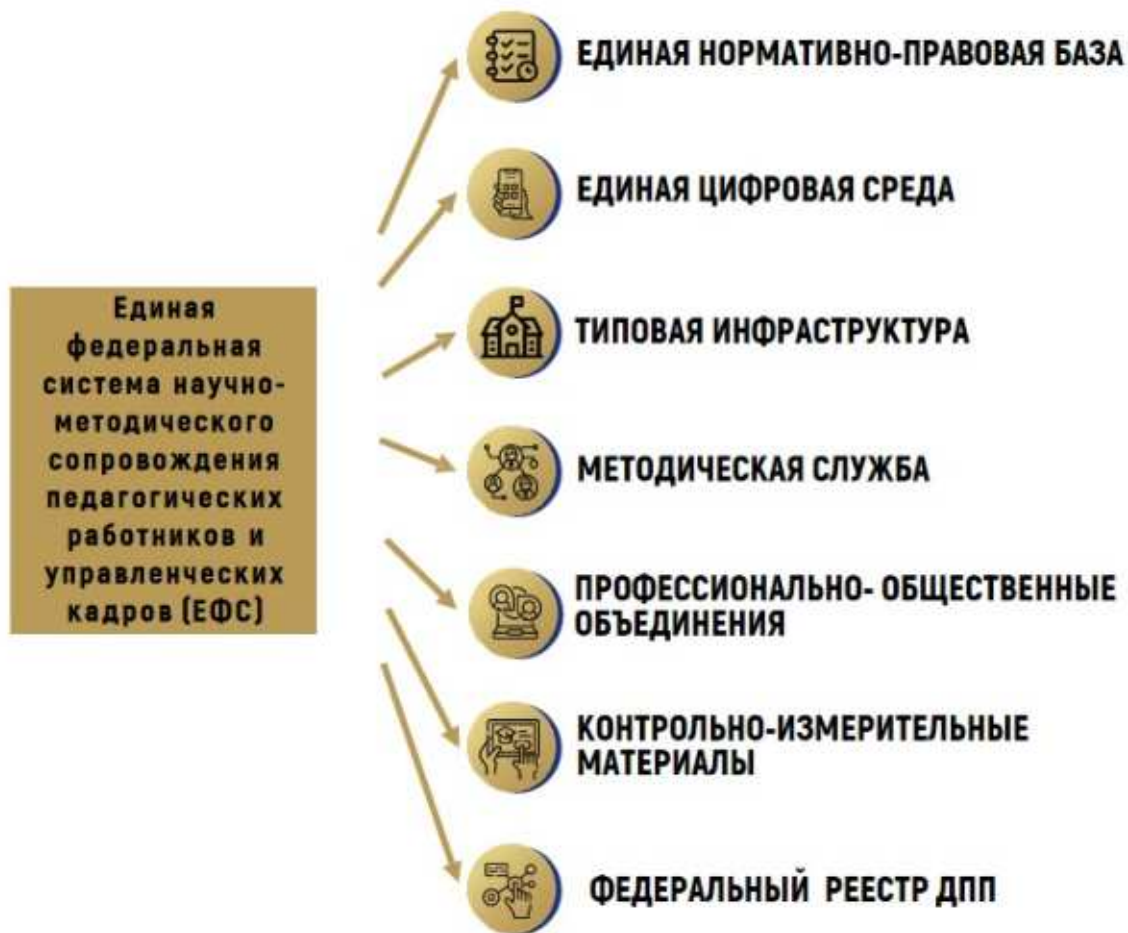 Единая
федеральная
система научно-
методического
сопровождения
педагогических
работников и
управленческих
кадров (ЕФС)
ЕДИНАЯ НОРМАТИВНО-ПРАВОВАЯ БАЗА
ЕДИНАЯ ЦИФРОВАЯ СРЕДА
ТИПОВАЯ ИНФРАСТРУКТУРА
МЕТОДИЧЕСКАЯ СЛУЖБА
ПРОФЕССИОНАЛЬНО- ОБЩЕСТВЕННЫЕ
ОБЪЕДИНЕНИЯ
КОНТРОЛЬНО-ИЗМЕРИТЕЛЬНЫЕ
МАТЕРИАЛЫ
ФЕДЕРАЛЬНЫЙ РЕЕСТР ДПП